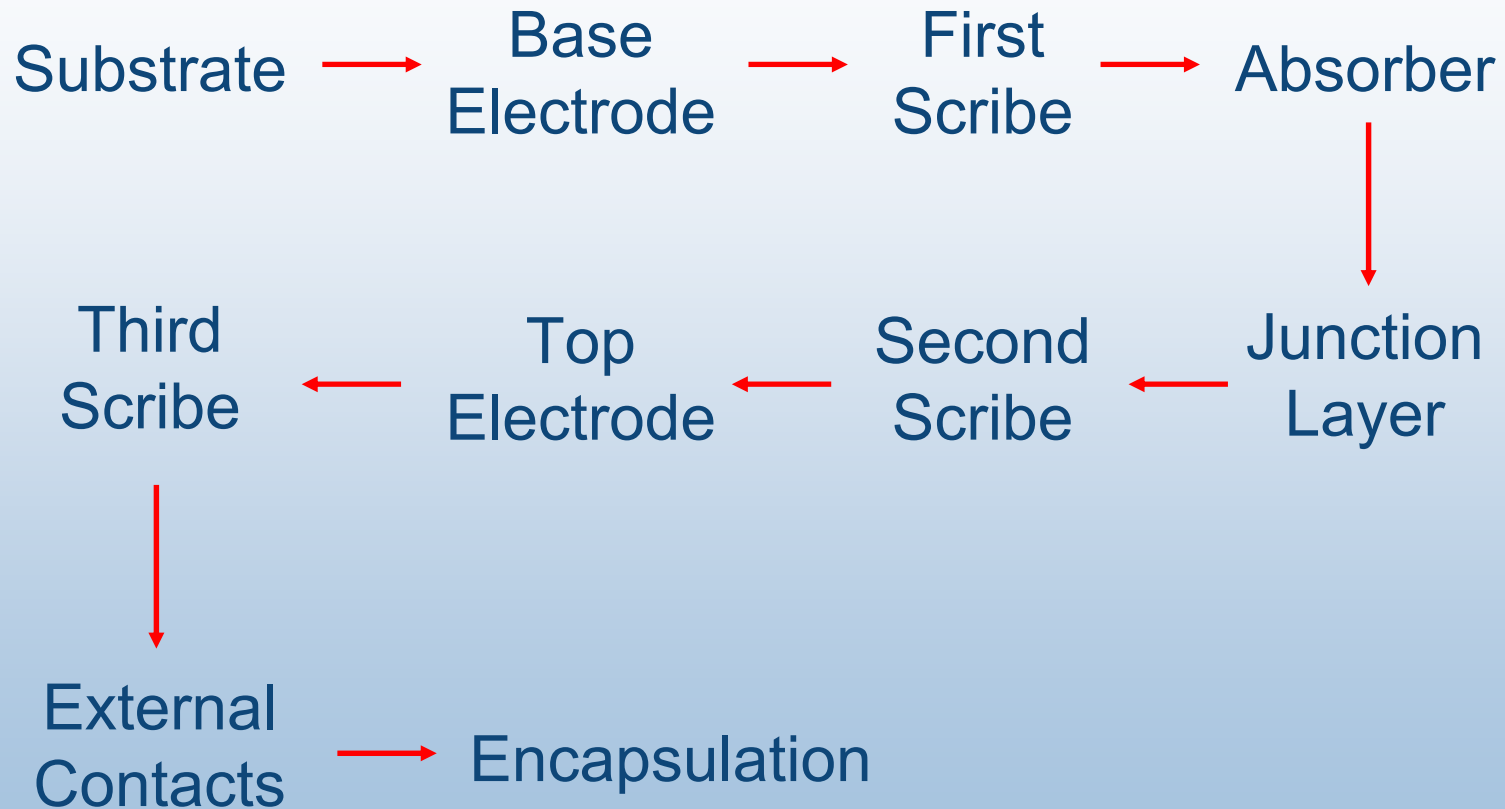 Substrate
Base
Electrode
First
Scribe
Absorber
Junction
Layer
Second
Scribe
Top
Electrode
Third
Scribe
External
Contacts
Encapsulation